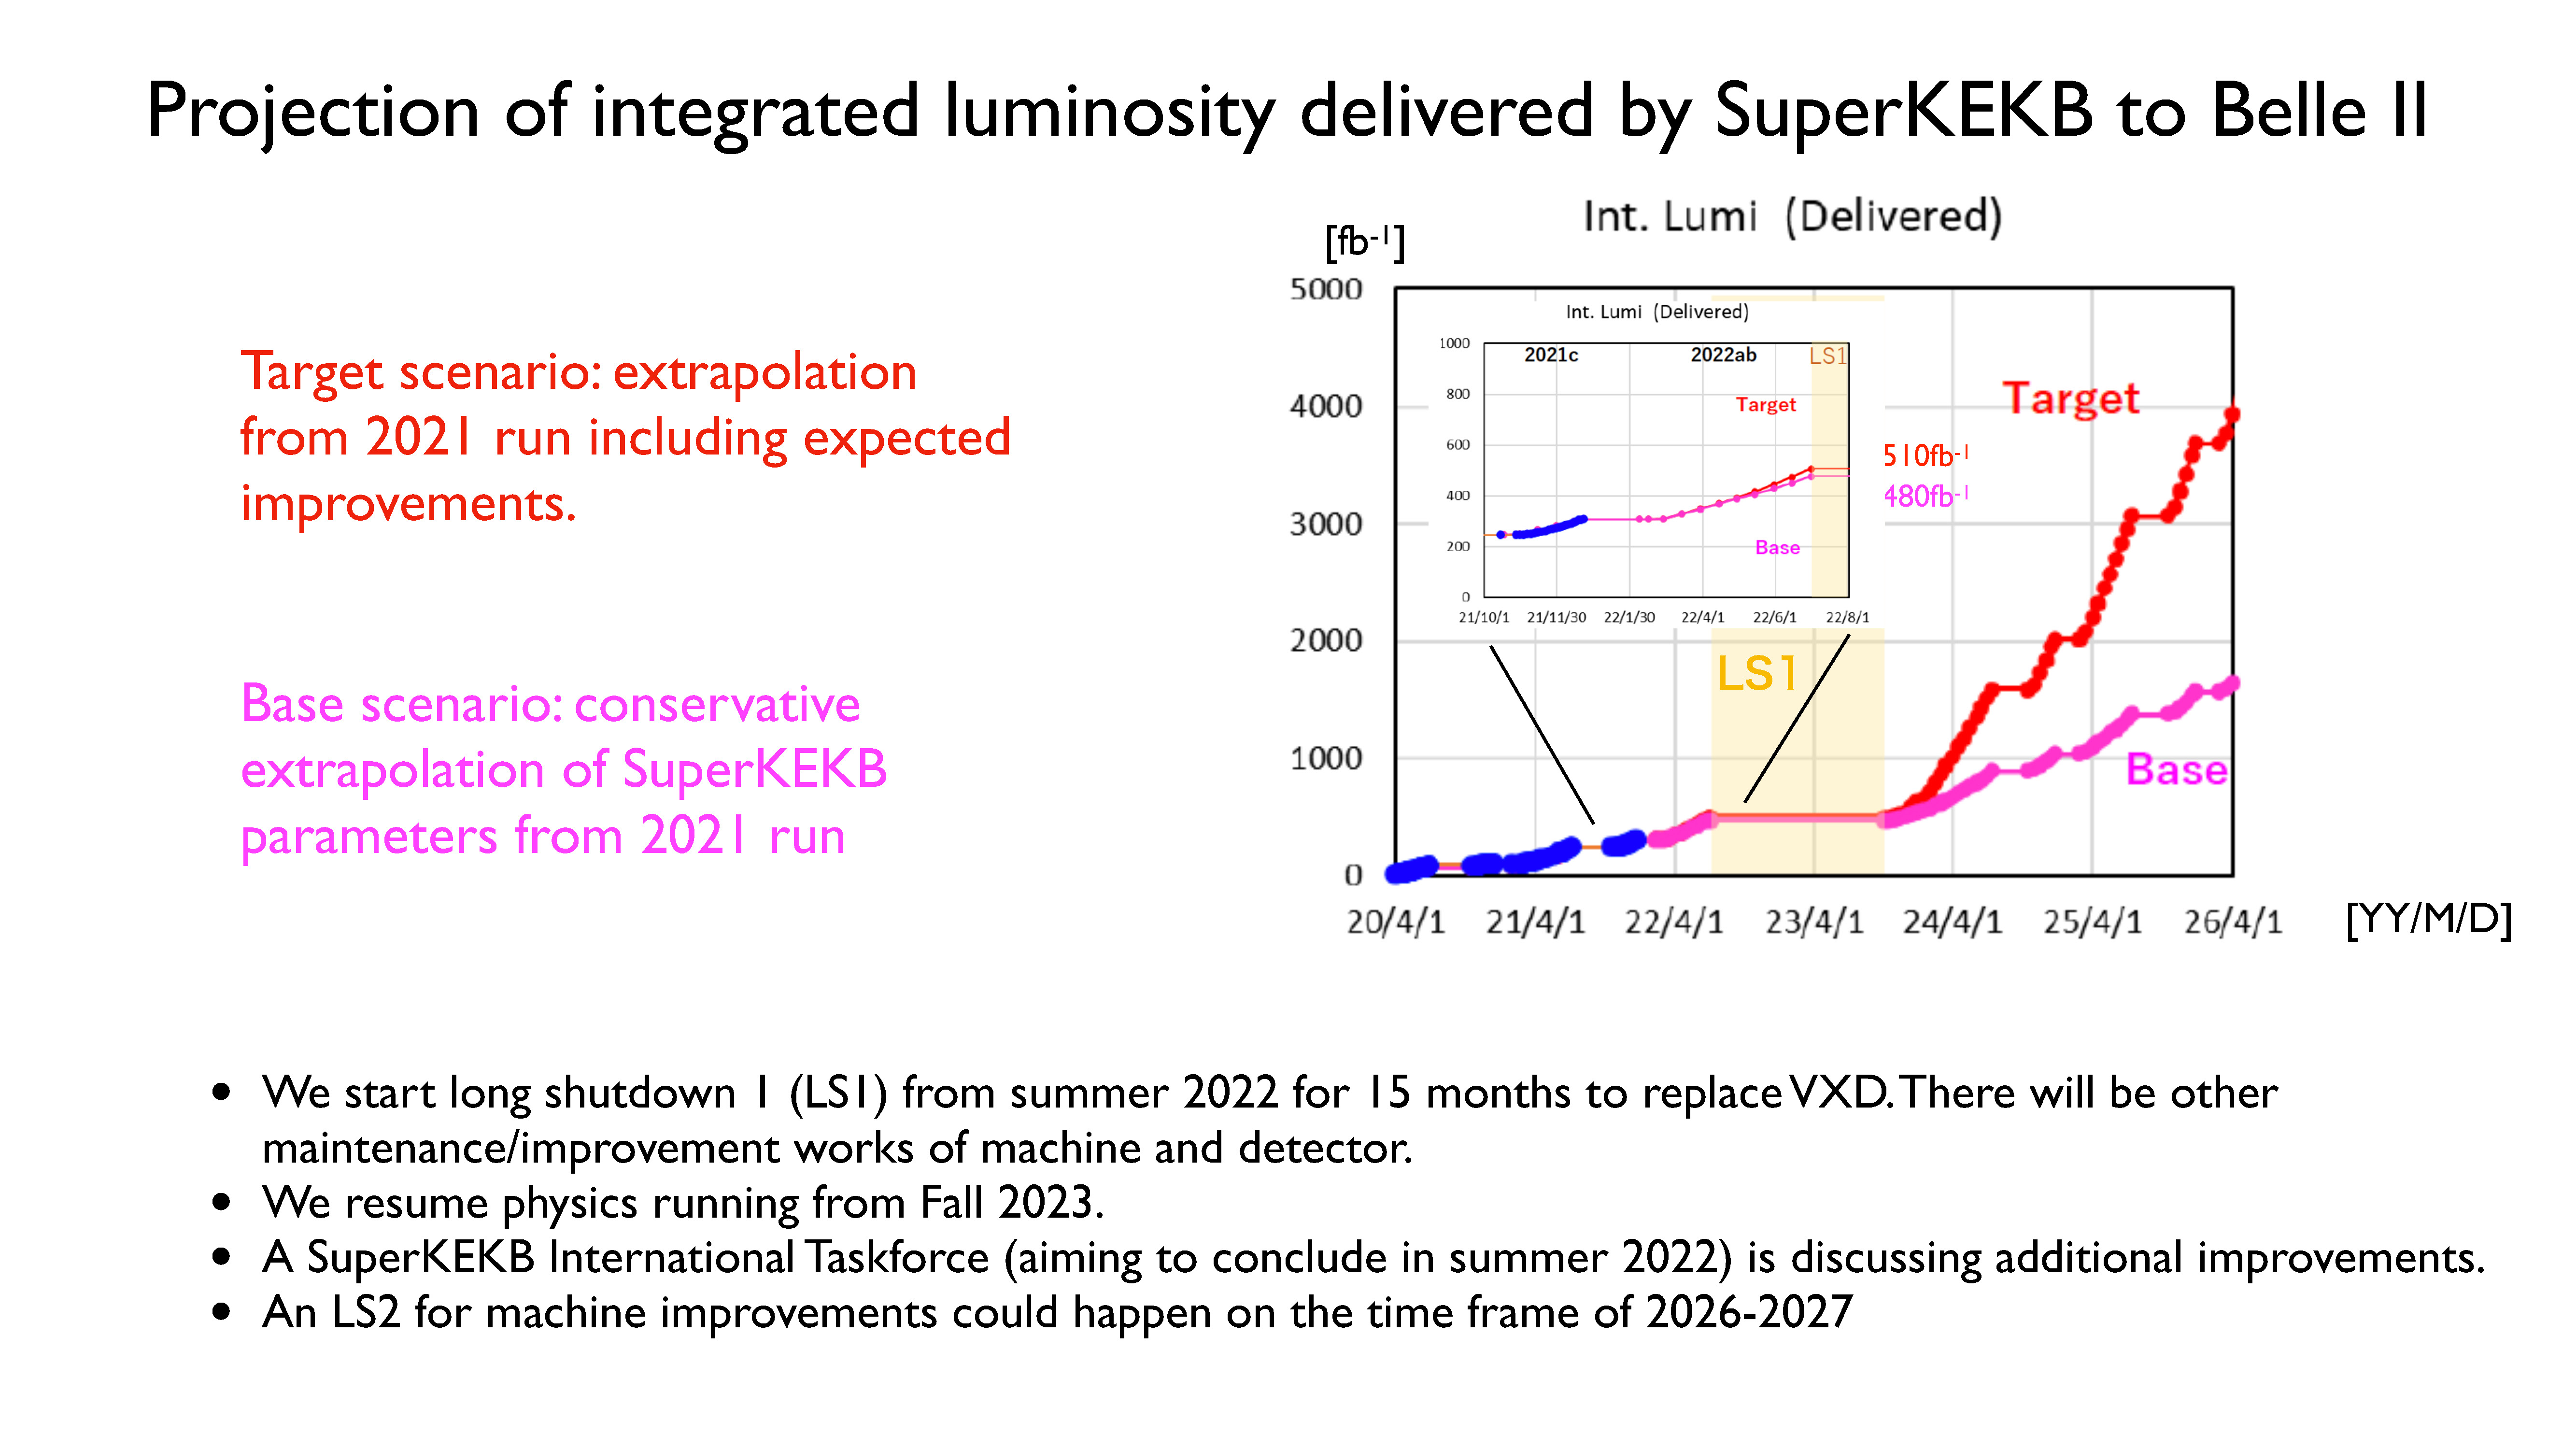 Projection of integrated luminosity delivered by SuperKEKB to Belle II
Target scenario: extrapolation
from 2021 run including expected
improvements.
Base scenario: conservative
extrapolation of SuperKEKB
parameters from 2021 run
Int. Lumi (Delivered)
[fb-1]
5000
4000
3000
2000
1000
0
20/4/1 21/4/1 22/4/1 23/4/1 24/4/1 25/4/1 26/4/1 [YY/M/D]
Target
Base
LS1
Int. Lumi (Delivered)
1000
800
600
400
200
0
2021c 2022ab LS1
Target
Base
21/10/1 21/11/30 22/1/30 22/4/1 22/6/1 22/8/1
510fb-1
480fb-1
• We start long shutdown 1 (LS1) from summer 2022 for 15 months to replace VXD. There will be other
maintenance/improvement works of machine and detector.
• We resume physics running from Fall 2023.
• A SuperKEKB International Taskforce (aiming to conclude in summer 2022) is discussing additional improvements.
• An LS2 for machine improvements could happen on the time frame of 2026-2027